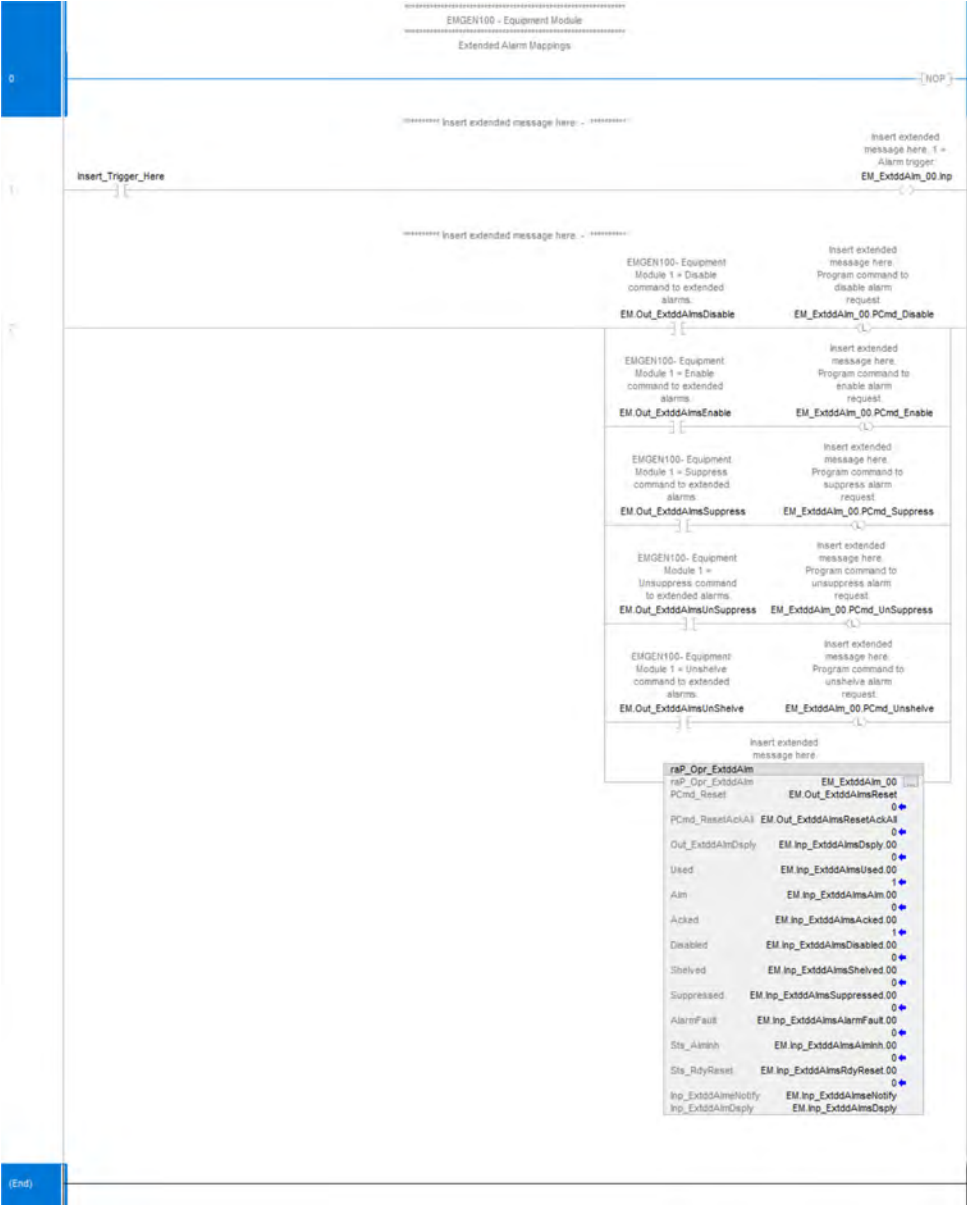 EMGEN100 - Equipment Module
Extended Alarm Mappings
0
[NOP]
********* Insert extended message here. - *********
Insert extended
message here. 1 =
Alarm trigger
Insert_Trigger_Here
EM_ExtddAlm_00.Inp
1
********* Insert extended message here. - *********
EMGEN100- Equipment
Module 1 = Disable
command to extended
alarms.
EM.Out_ExtddAlmsDisable
Insert extended
message here.
Program command to
disable alarm
request
EM_ExtddAlm_00.PCmd_Disable
2
(L)
EMGEN100- Equipment
Module 1 = Enable
command to extended
alarms.
EM.Out_ExtddAlmsEnable
Insert extended
message here.
Program command to
enable alarm
request
EM_ExtddAlm_00.PCmd_Enable
(L)
EMGEN100- Equipment
Module 1 = Suppress
command to extended
alarms.
EM.Out_ExtddAlmsSuppress
Insert extended
message here.
Program command to
suppress alarm
request
EM_ExtddAlm_00.PCmd_Suppress
(L)
EMGEN100- Equipment
Module 1 =
Unsuppress command
to extended alarms.
EM.Out_ExtddAlmsUnSuppress
Insert extended
message here.
Program command to
unsuppress alarm
request
EM_ExtddAlm_00.PCmd_UnSuppress
(L)
EMGEN100- Equipment
Module 1 = Unshelve
command to extended
alarms.
EM.Out_ExtddAlmsUnShelve
Insert extended
message here.
Program command to
unshelve alarm
request
EM_ExtddAlm_00.PCmd_Unshelve
(L)
Insert extended
message here.
raP_Opr_ExtddAlm
raP_Opr_ExtddAlm EM_ExtddAlm_00 ...
PCmd_Reset EM.Out_ExtddAlmsReset
0
PCmd_ResetAckAll EM.Out_ExtddAlmsResetAckAll
0
Out_ExtddAlmDsply EM.Inp_ExtddAlmsDsply.00
0
Used EM.Inp_ExtddAlmsUsed.00
1
Alm EM.Inp_ExtddAlmsAlm.00
0
Acked EM.Inp_ExtddAlmsAcked.00
1
Disabled EM.Inp_ExtddAlmsDisabled.00
0
Shelved EM.Inp_ExtddAlmsShelved.00
0
Suppressed EM.Inp_ExtddAlmsSuppressed.00
0
AlarmFault EM.Inp_ExtddAlmsAlarmFault.00
0
Sts_AlmInh EM.Inp_ExtddAlmsAlmInh.00
0
Sts_RdyReset EM.Inp_ExtddAlmsRdyReset.00
0
Inp_ExtddAlmeNotify EM.Inp_ExtddAlmseNotify
Inp_ExtddAlmDsply EM.Inp_ExtddAlmsDsply
(End)